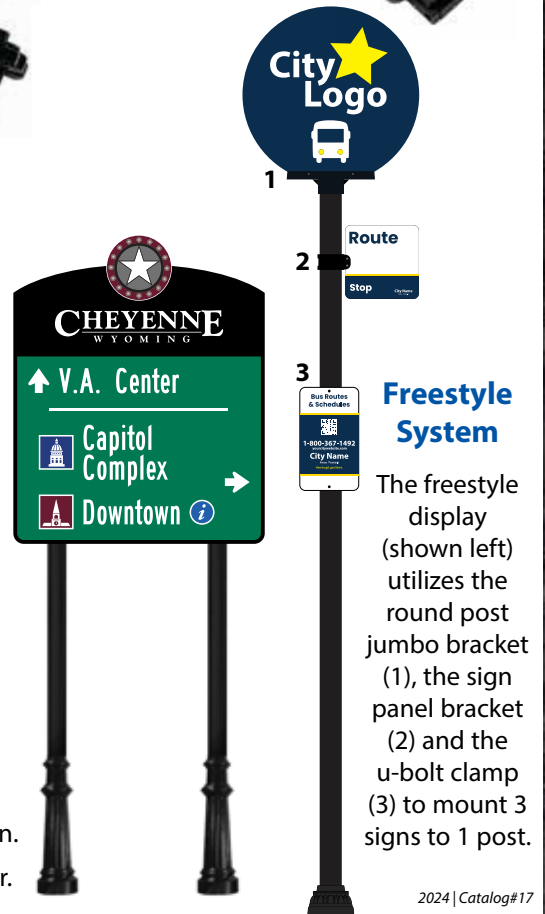 City
Logo
1
2
Route
Stop
City Name
CHEYENNE
WYOMING
V.A. Center
Capitol
Complex
Downtown i
3
Bus Routes
& Schedules
1-800-367-1492
yourcitywebsite.com
City Name
Freestyle
System
The freestyle
display
(shown left)
utilizes the
round post
jumbo bracket
(1), the sign
panel bracket
(2) and the
u-bolt clamp
(3) to mount 3
signs to 1 post.
n.
r.
2024 | Catalog#17